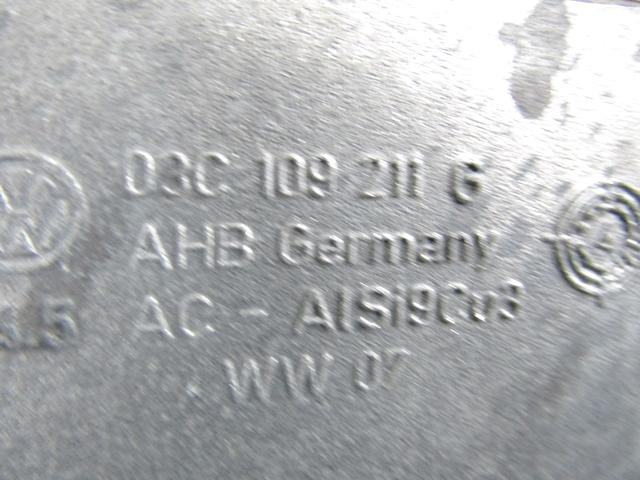 03C 109 211 G
AHB Germany
AC - AlSi9Cu3
WW 07